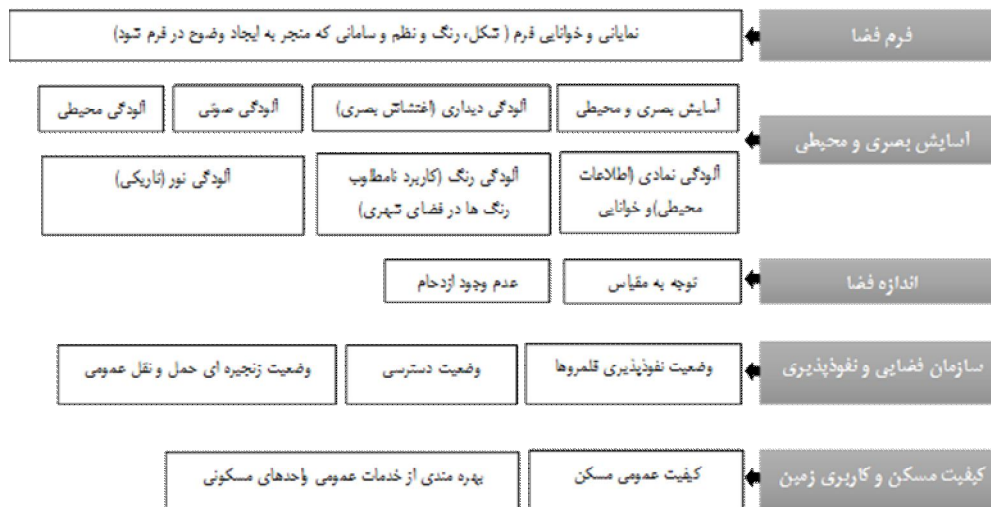 فرم فضا
نمایانی و خوانایی فرم ( شکل، رنگ و نظم و سامانی که منجر به ایجاد وضوح در فرم شود)
آسایش بصری و محیطی
آسایش بصری و محیطی
آلودگی دیداری (اغتشاش بصری)
آلودگی صوتی
آلودگی محیطی
آلودگی نمادی (اطلاعات
محیطی)و خوانایی
آلودگی رنگ (کاربرد نامطلوب
رنگ ها در فضای شهری)
آلودگی نور (تاریکی)
اندازه فضا
توجه به مقیاس
عدم وجود ازدحام
سازمان فضایی و نفوذپذیری
وضعیت نفوذپذیری قلمروها
وضعیت دسترسی
وضعیت زنجیره ای حمل و نقل عمومی
کیفیت مسکن و کاربری زمین
کیفیت عمومی مسکن
بهره مندی از خدمات عمومی واحدهای مسکونی